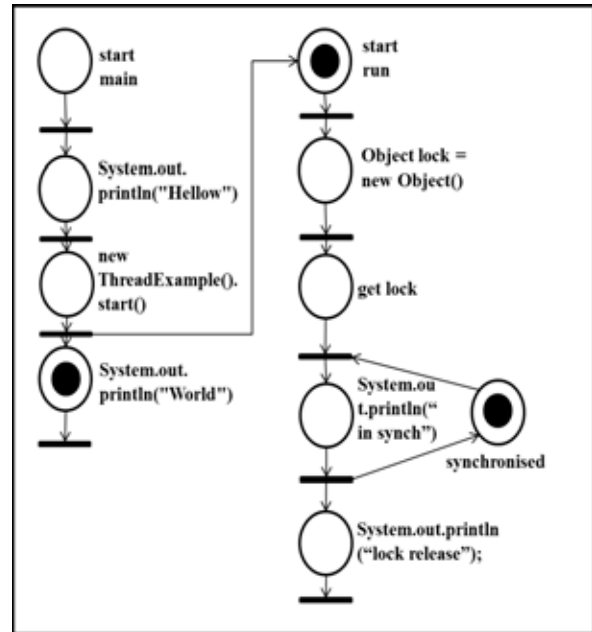 start
main
System.out.
println("Hellow")
new
ThreadExample().
start()
System.out.
println("World")
start
run
Object lock =
new Object()
get lock
System.ou
t.println(“
in synch”)
synchronised
System.out.println
(“lock release”);